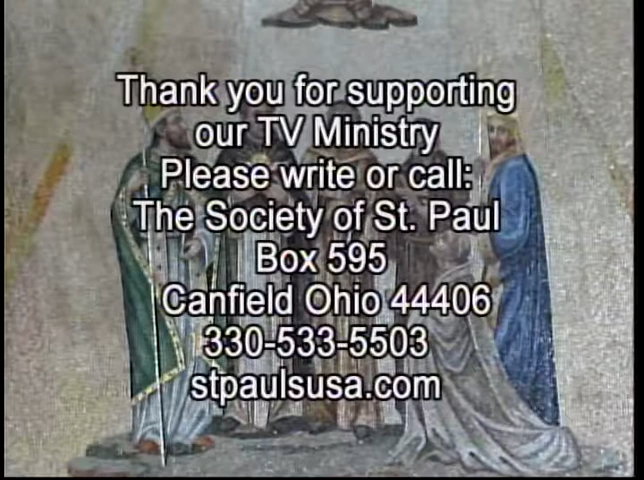 Thank you for supporting
our TV Ministry
Please write or call:
The Society of St. Paul
Box 595
Canfield Ohio 44406
330-533-5503
stpaulsusa.com